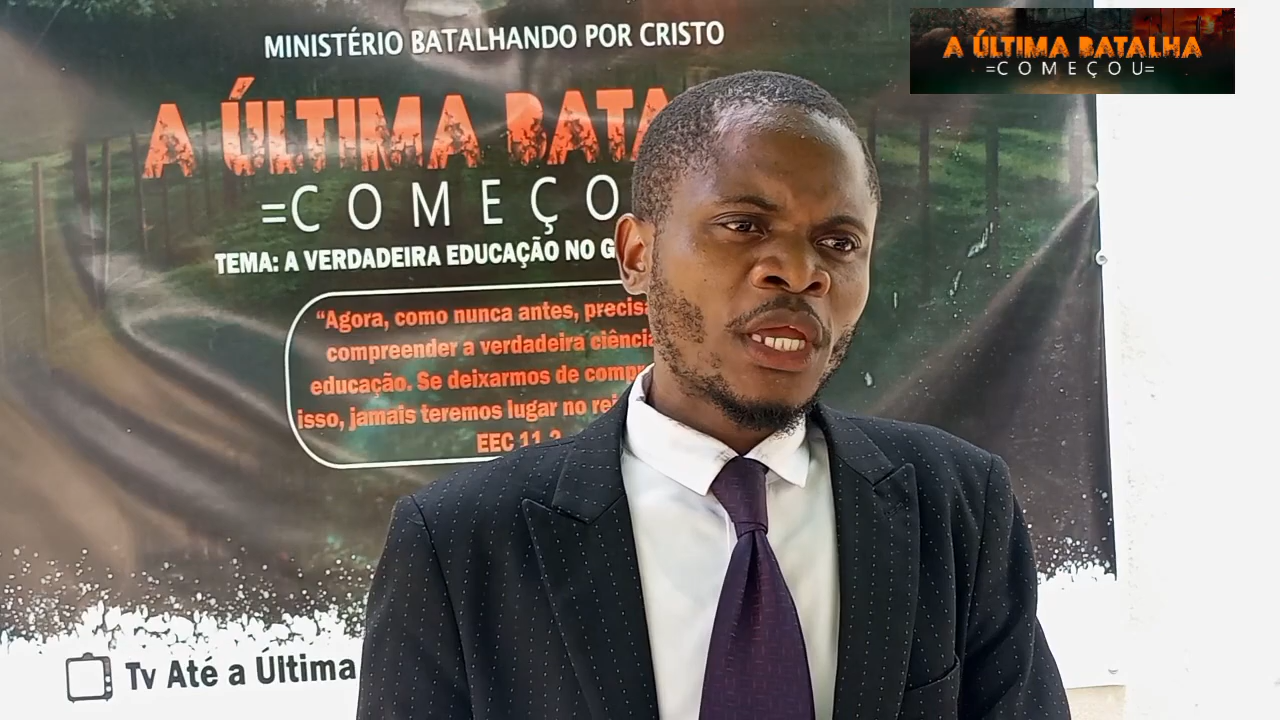 MINISTÉRIO BATALHANDO POR CRISTO
A ÚLTIMA BATALHA
=COMEÇOU=
A ÚLTIMA
=COMEÇO
TEMA: A VERDADEIRA EDUCAÇÃO NO
“Agora, como nunca antes,
compreender a verdadeira
educação. Se deixarmos de
isso, jamais teremos lugar no
EEC 11.2
Tv Até a Última